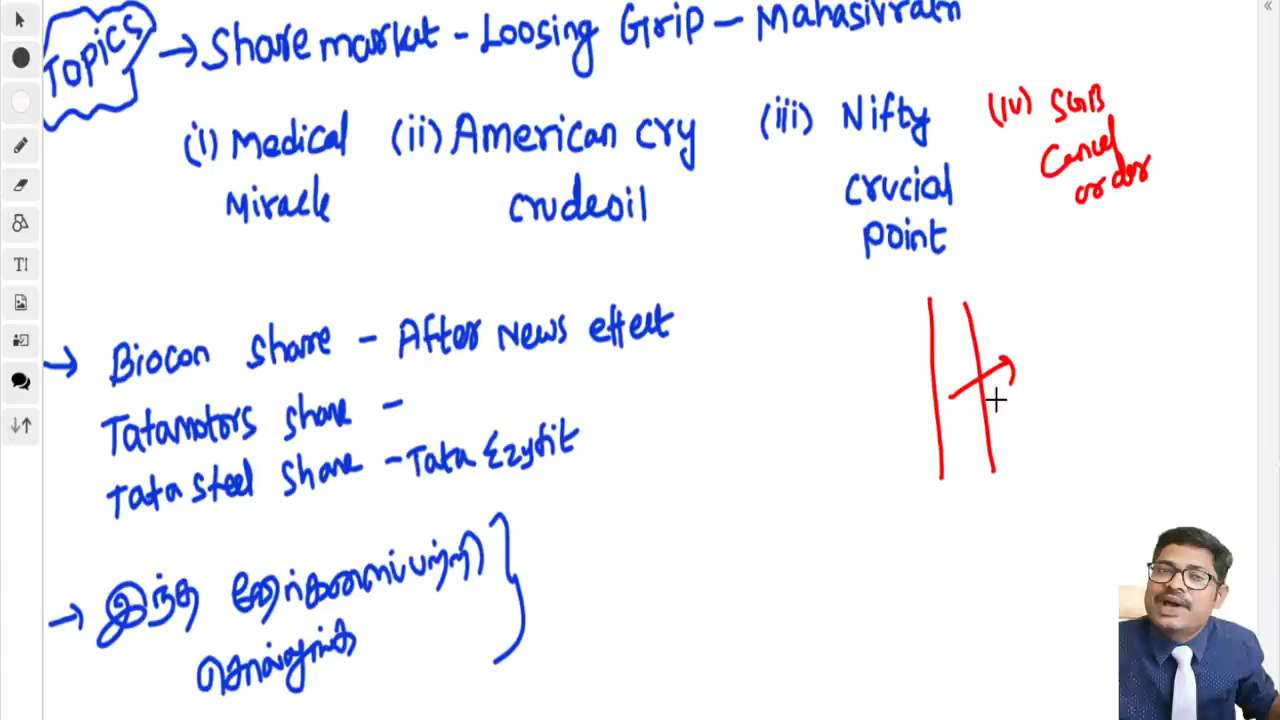 TOPICS → Share market - Loosing Grip - Mahasivratri
(i) Medical Miracle
(ii) American cry crudeoil
(iii) Nifty crucial point
(iv) SGB Cancel order
→ Biocon share - After News effect
Tatamotors share -
Tata steel share - Tata Ezyfit
→ இந்த